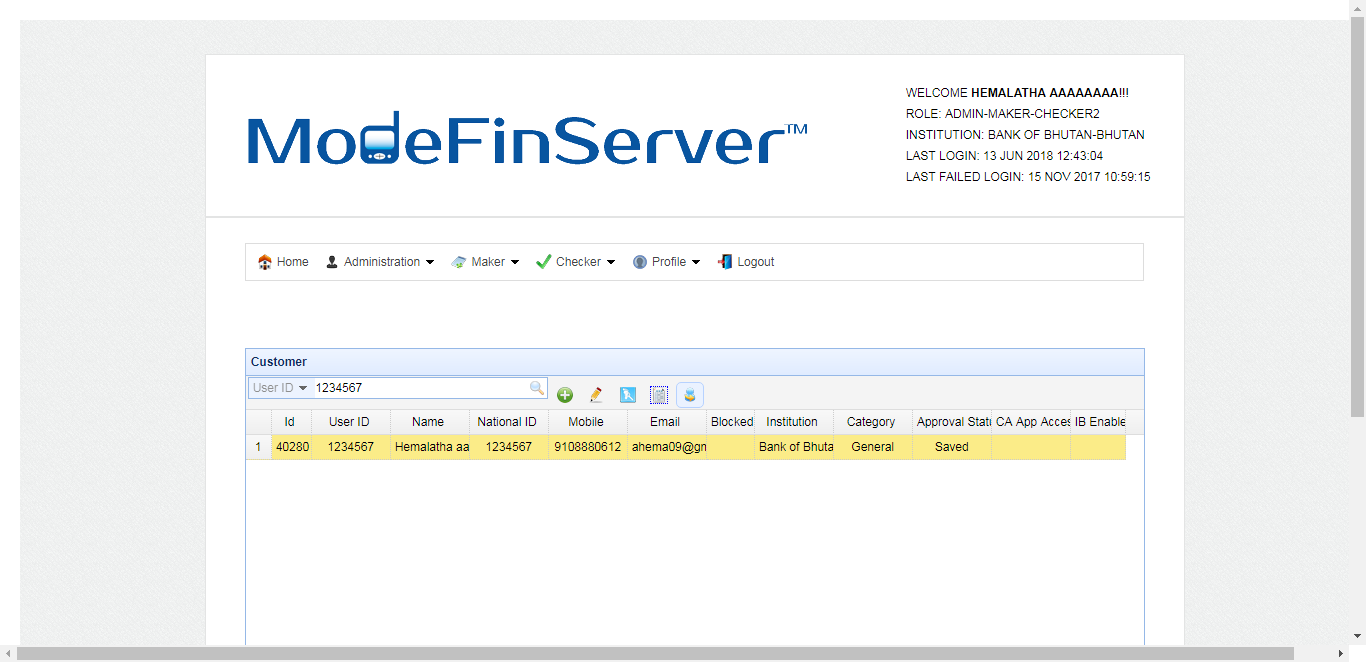 WELCOME HEMALATHA AAAAAAAA!!!
ROLE: ADMIN-MAKER-CHECKER2
INSTITUTION: BANK OF BHUTAN-BHUTAN
LAST LOGIN: 13 JUN 2018 12:43:04
LAST FAILED LOGIN: 15 NOV 2017 10:59:15
ModeFinServer™
Home Administration Maker Checker Profile Logout
Customer
User ID 1234567
Id User ID Name National ID Mobile Email Blocked Institution Category Approval Statu CA App Acces IB Enable
1 40280 1234567 Hemalatha aa 1234567 9108880612 ahema09@gm Bank of Bhuta General Saved